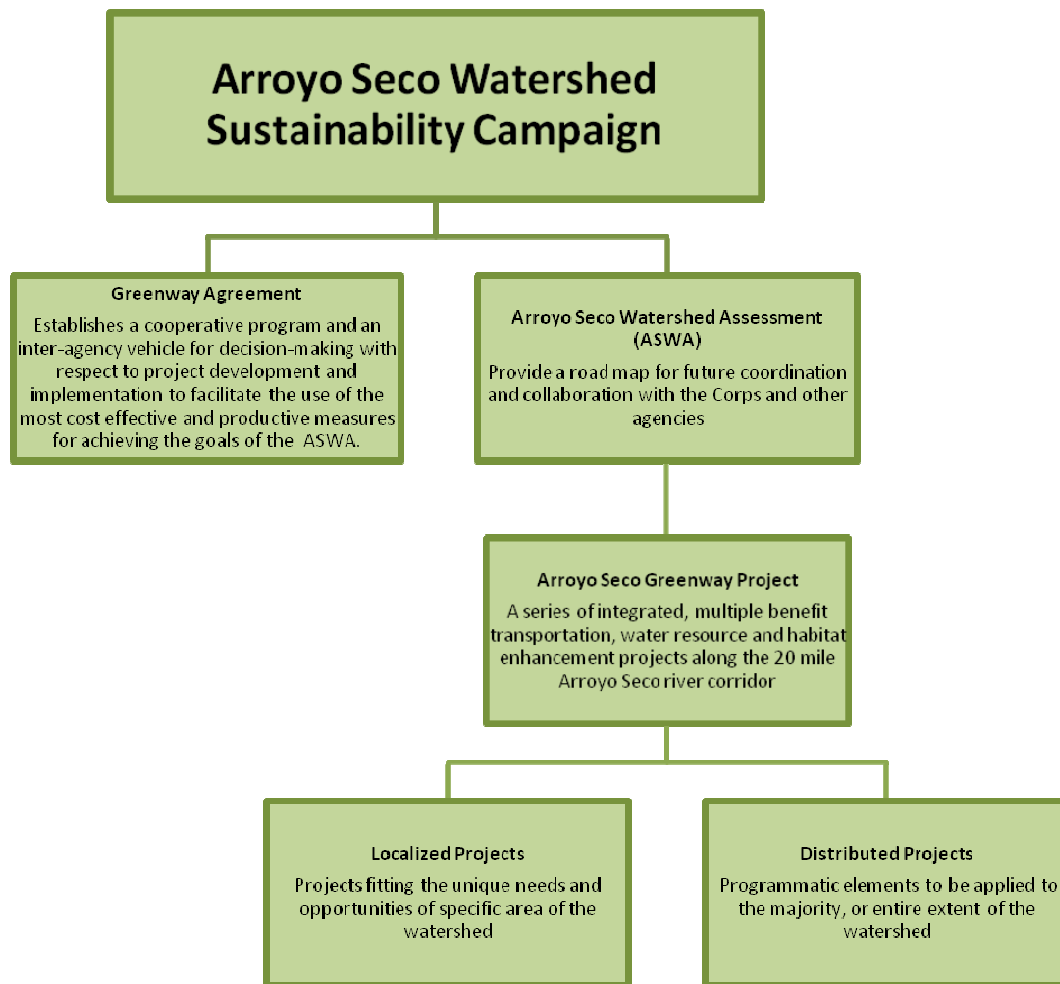 Arroyo Seco Watershed
Sustainability Campaign
Greenway Agreement
Establishes a cooperative program and an
inter-agency vehicle for decision-making with
respect to project development and
implementation to facilitate the use of the
most cost effective and productive measures
for achieving the goals of the ASWA.
Arroyo Seco Watershed Assessment
(ASWA)
Provide a road map for future coordination
and collaboration with the Corps and other
agencies
Arroyo Seco Greenway Project
A series of integrated, multiple benefit
transportation, water resource and habitat
enhancement projects along the 20 mile
Arroyo Seco river corridor
Localized Projects
Projects fitting the unique needs and
opportunities of specific area of the
watershed
Distributed Projects
Programmatic elements to be applied to
the majority, or entire extent of the
watershed